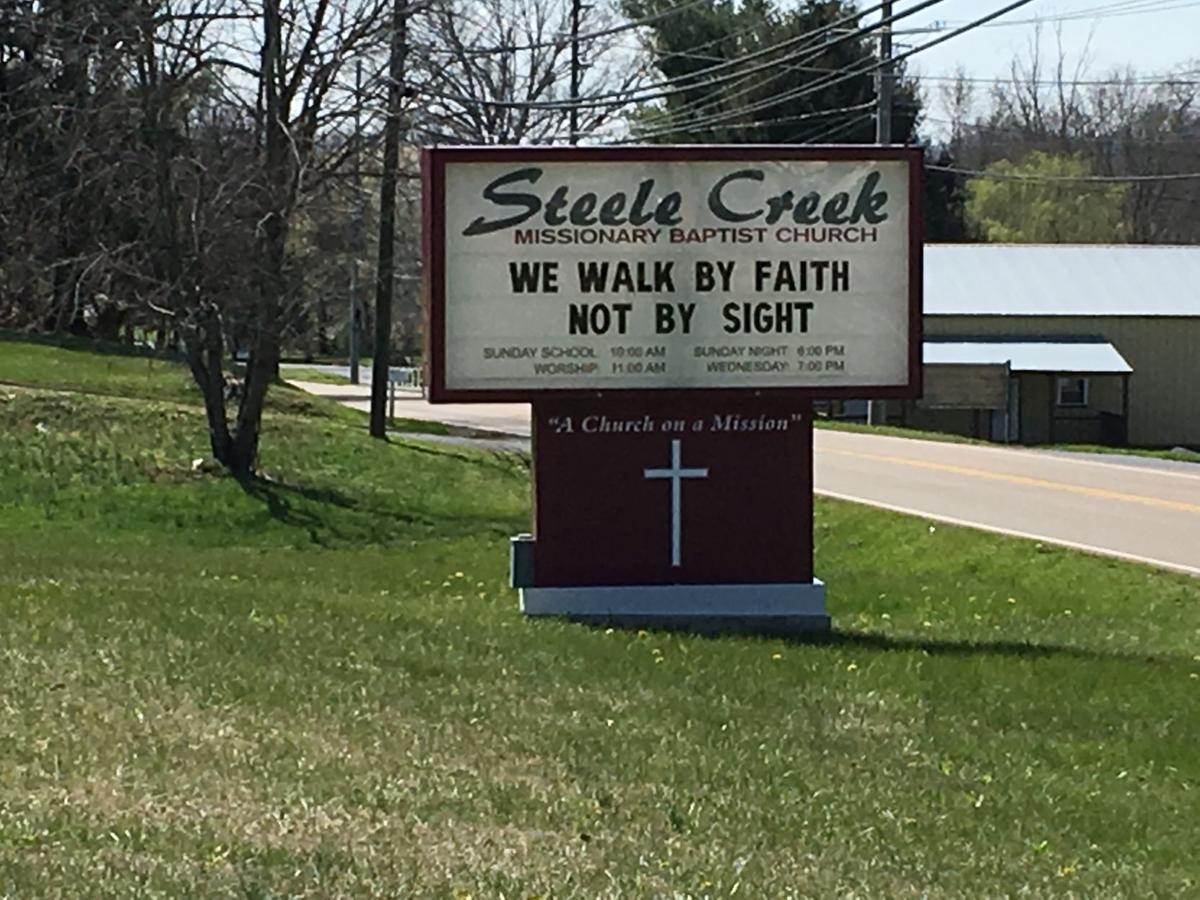 Steele Creek
MISSIONARY BAPTIST CHURCH
WE WALK BY FAITH
NOT BY SIGHT
SUNDAY SCHOOL: 10:00 AM SUNDAY NIGHT: 6:00 PM
WORSHIP: 11:00 AM WEDNESDAY: 7:00 PM
"A Church on a Mission"